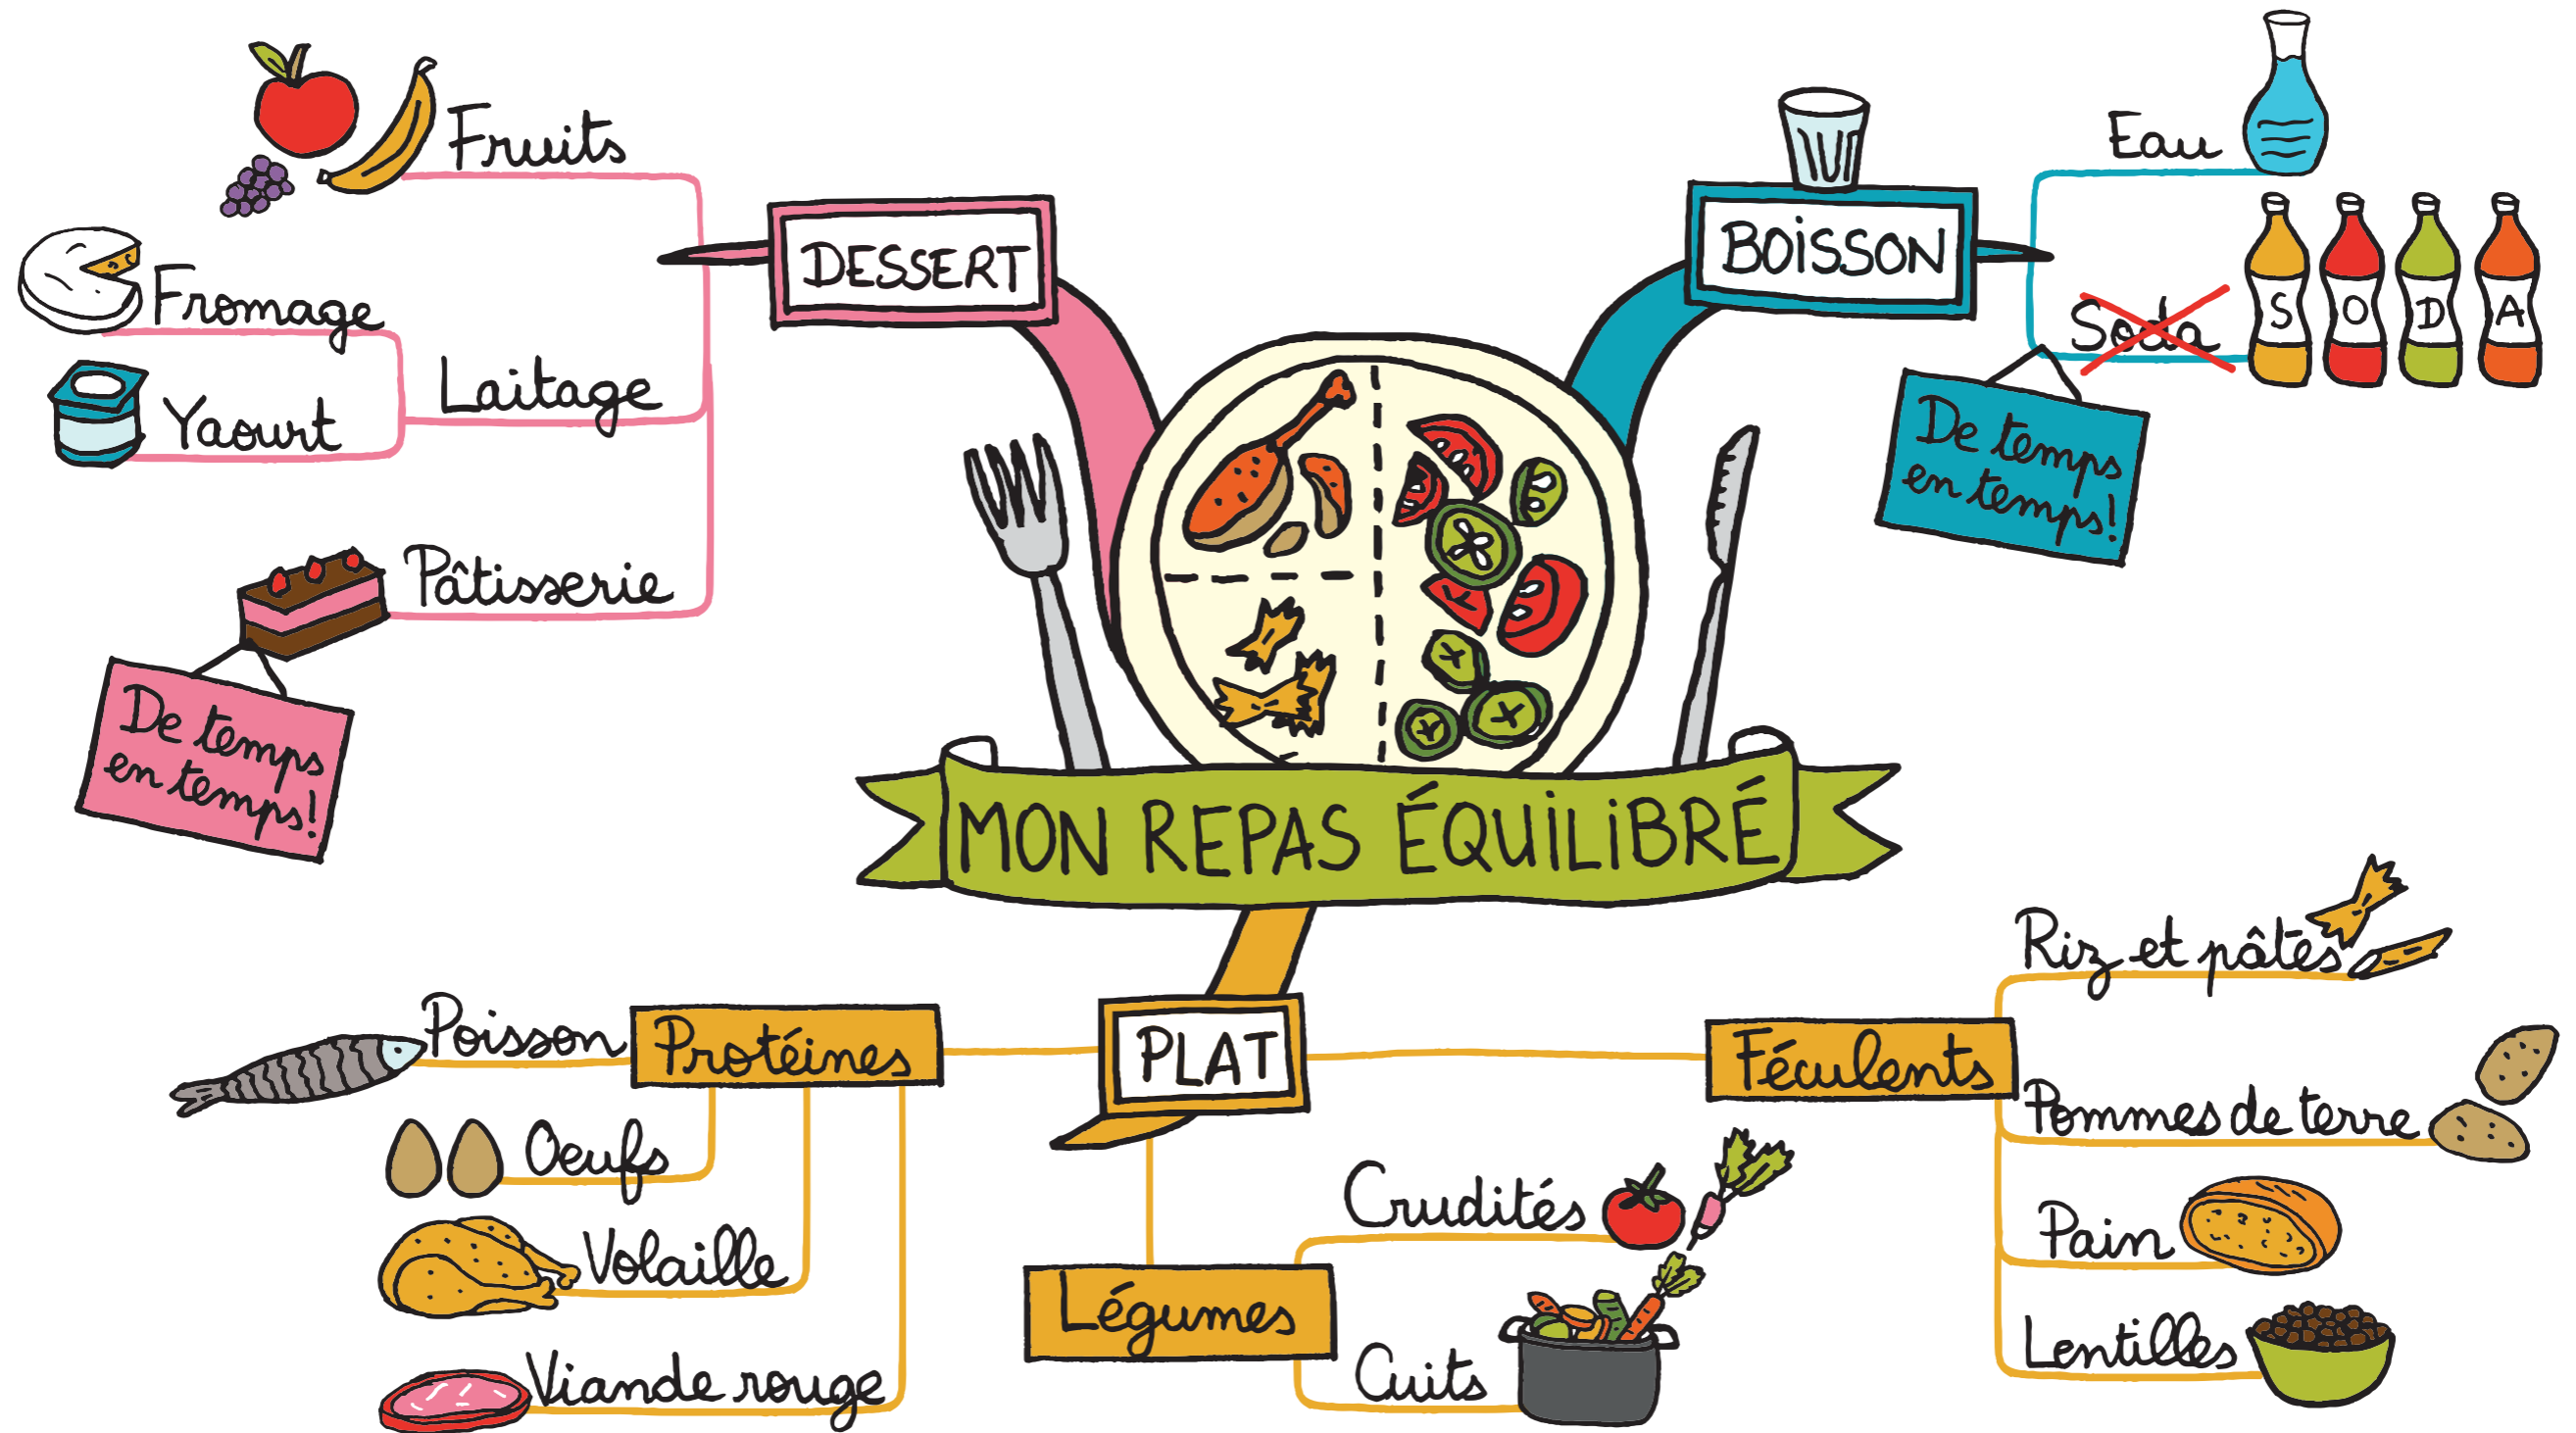 Fruits
Fromage
Yaourt
Laitage
Pâtisserie
De temps
en temps!
DESSERT
BOISSON
Eau
Soda
S O D A
De temps
en temps!
MON REPAS ÉQUILIBRÉ
PLAT
Protéines
Poisson
Oeufs
Volaille
Viande rouge
Légumes
Crudités
Cuits
Féculents
Riz et pâtes
Pommes de terre
Pain
Lentilles